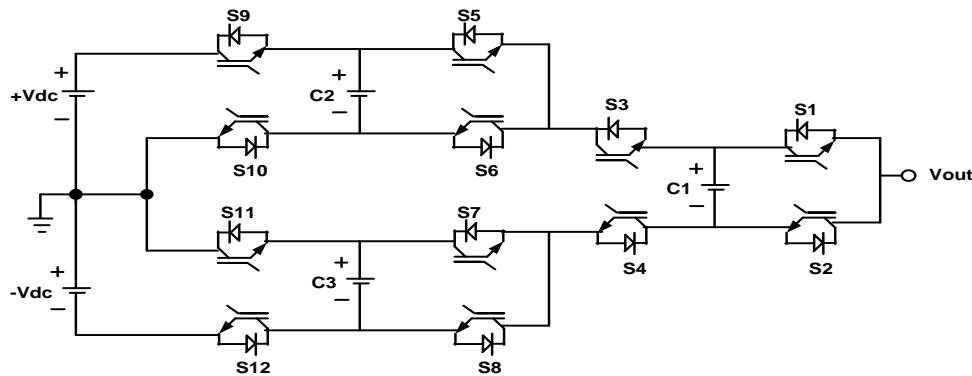 S9
S5
+
+Vdc
−
+
C2
−
S3
S1
S10
S6
+
C1
−
Vout
S11
S7
S4
S2
+
-Vdc
−
+
C3
−
S12
S8